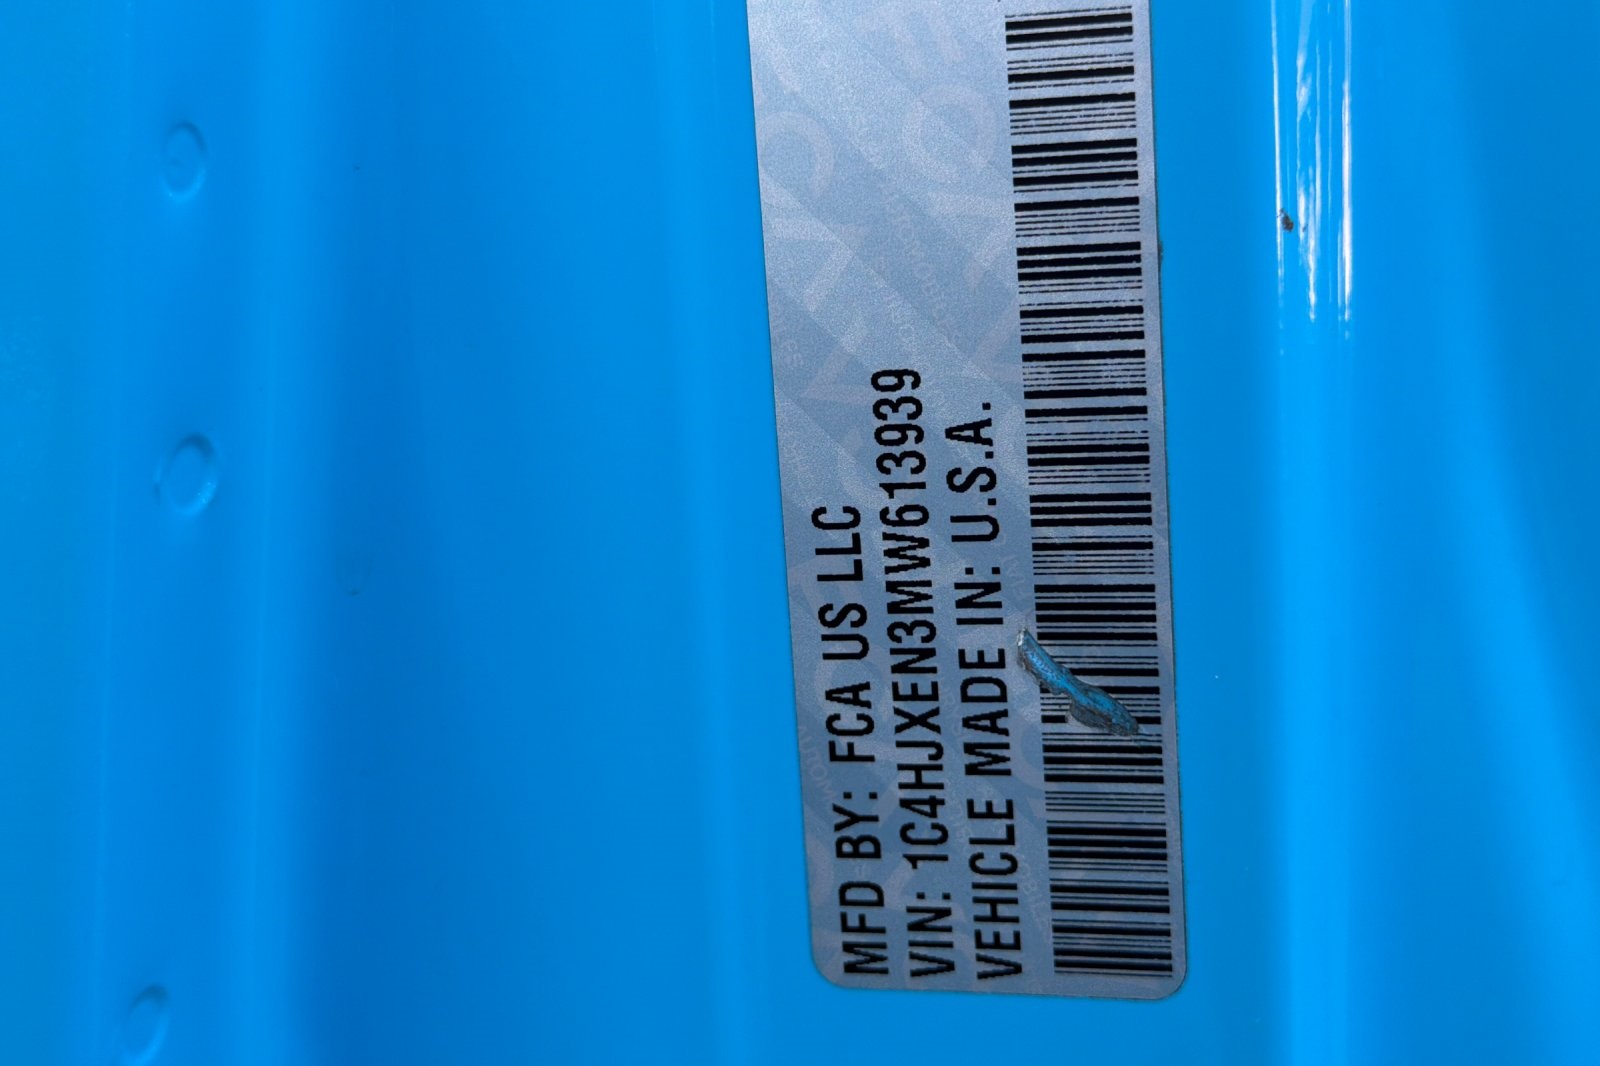 MFD BY: FCA US LLC
VIN: 1C4HJXEN3MW613939
VEHICLE MADE IN: U.S.A.